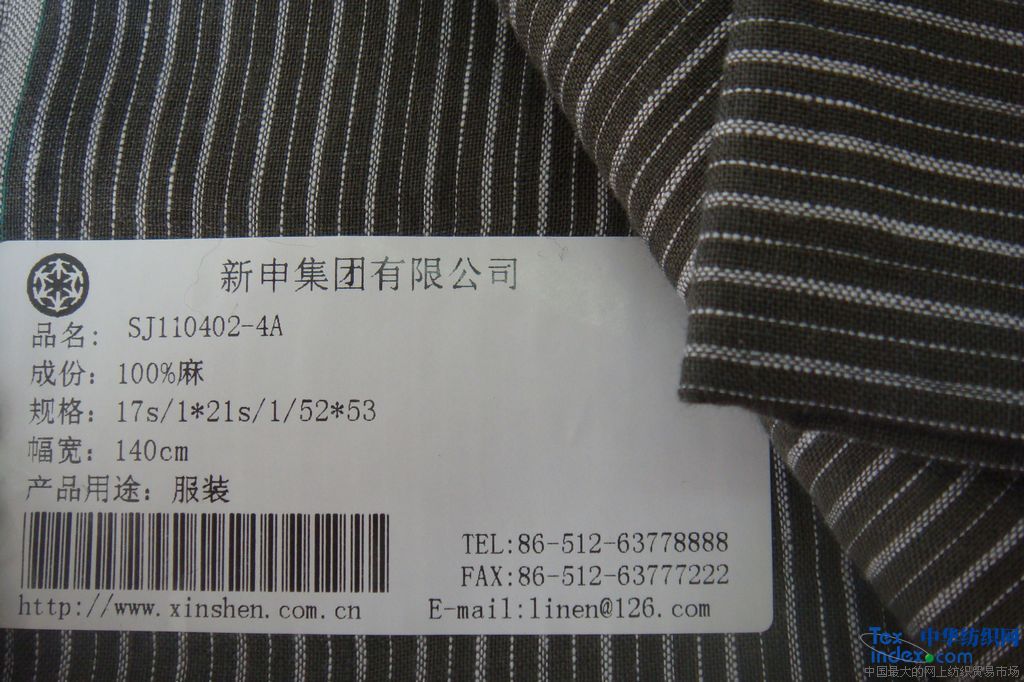 新申集团有限公司
品名: SJ110402-4A
成份: 100%麻
规格: 17s/1*21s/1/52*53
幅宽: 140cm
产品用途: 服装
TEL:86-512-63778888
FAX:86-512-63777222
http://www.xinshen.com.cn
E-mail:linen@126.com
Tex 中华纺织网
Index.com
中国最大的网上纺织贸易市场